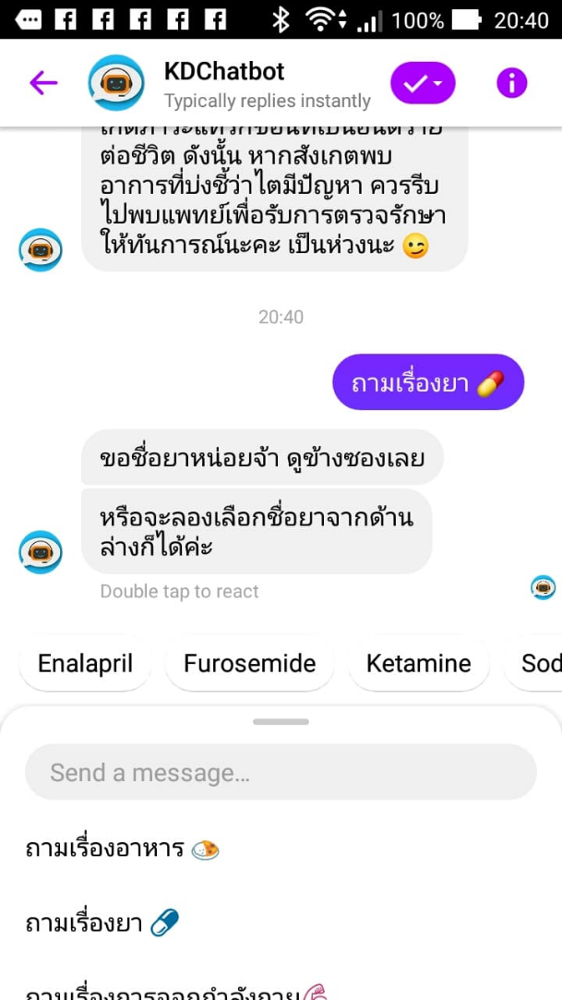 100% 20:40
KDChatbot
Typically replies instantly
ต่อชีวิต ดังนั้น หากสังเกตพบ
อาการที่บ่งชี้ว่าไตมีปัญหา ควรรีบ
ไปพบแพทย์เพื่อรับการตรวจรักษา
ให้ทันการณ์นะคะ เป็นห่วงนะ 😉
20:40
ถามเรื่องยา 💊
ขอชื่อยาหน่อยจ้า ดูข้างซองเลย
หรือจะลองเลือกชื่อยาจากด้าน
ล่างก็ได้ค่ะ
Double tap to react
Enalapril Furosemide Ketamine Sod
Send a message...
ถามเรื่องอาหาร 🍛
ถามเรื่องยา 💊
ถามเรื่องการออกกำลังกาย 💪